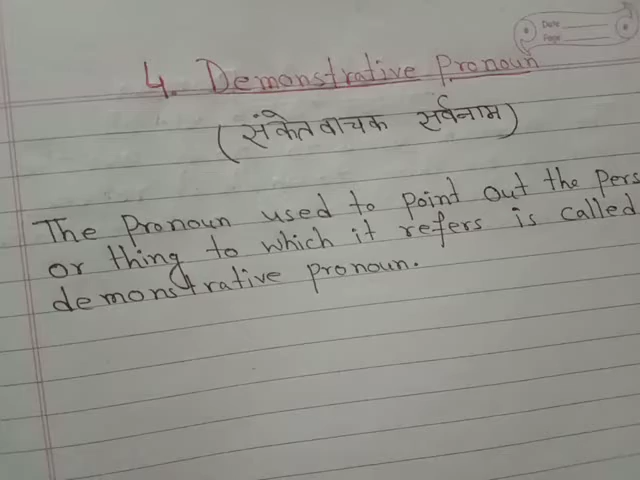 Date
Page
4. Demonstrative Pronoun
(संकेतवाचक सर्वनाम)
The pronoun used to point out the pers
or thing to which it refers is called
demonstrative pronoun.